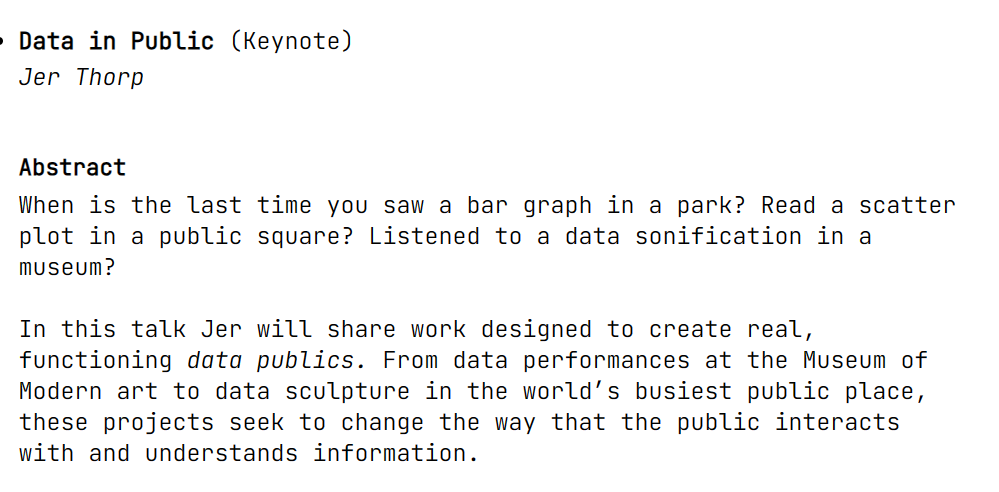 Data in Public (Keynote)
Jer Thorp
Abstract
When is the last time you saw a bar graph in a park? Read a scatter
plot in a public square? Listened to a data sonification in a
museum?
In this talk Jer will share work designed to create real,
functioning data publics. From data performances at the Museum of
Modern art to data sculpture in the world’s busiest public place,
these projects seek to change the way that the public interacts
with and understands information.